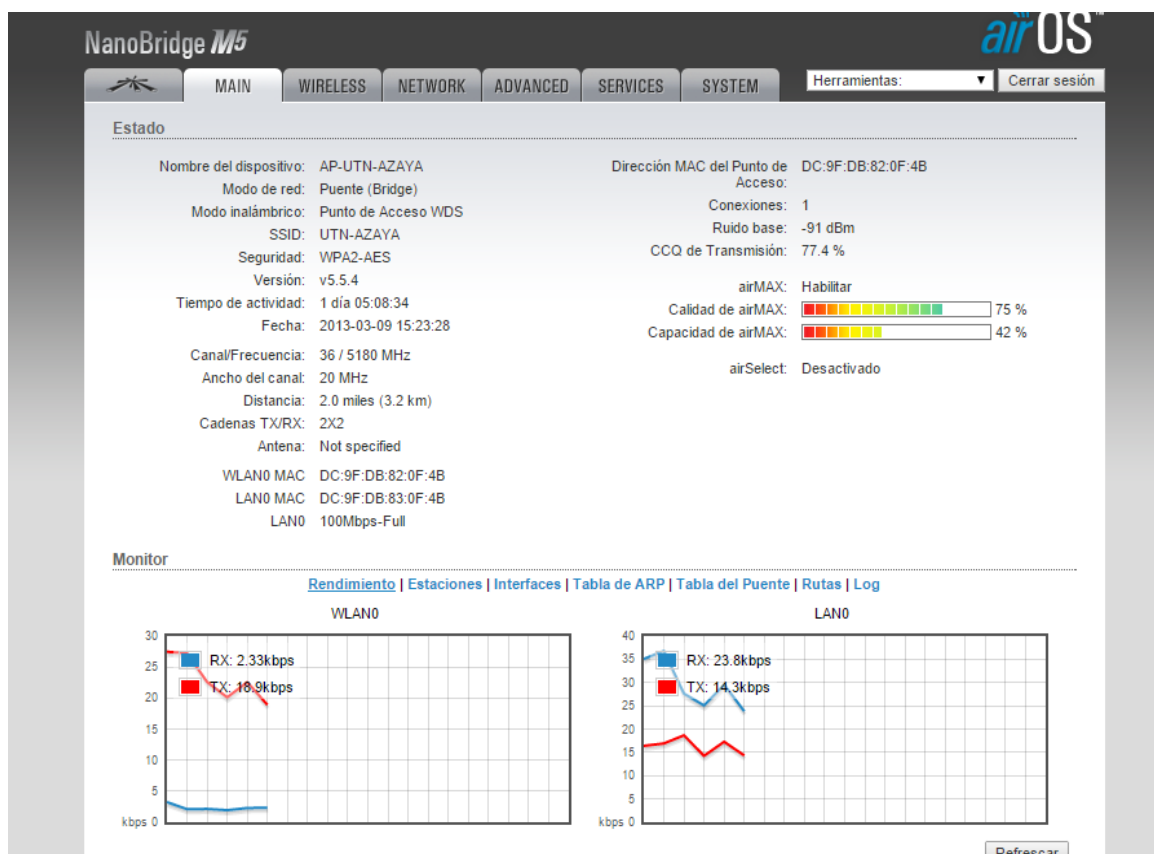 NanoBridge M5
airOS™
MAIN WIRELESS NETWORK ADVANCED SERVICES SYSTEM Herramientas: Cerrar sesión
Estado
Nombre del dispositivo: AP-UTN-AZAYA
Modo de red: Puente (Bridge)
Modo inalámbrico: Punto de Acceso WDS
SSID: UTN-AZAYA
Seguridad: WPA2-AES
Versión: v5.5.4
Tiempo de actividad: 1 día 05:08:34
Fecha: 2013-03-09 15:23:28
Canal/Frecuencia: 36 / 5180 MHz
Ancho del canal: 20 MHz
Distancia: 2.0 miles (3.2 km)
Cadenas TX/RX: 2X2
Antena: Not specified
WLAN0 MAC DC:9F:DB:82:0F:4B
LAN0 MAC DC:9F:DB:83:0F:4B
LAN0 100Mbps-Full
Dirección MAC del Punto de DC:9F:DB:82:0F:4B
Acceso:
Conexiones: 1
Ruido base: -91 dBm
CCQ de Transmisión: 77.4 %
airMAX: Habilitar
Calidad de airMAX: 75 %
Capacidad de airMAX: 42 %
airSelect: Desactivado
Monitor
Rendimiento | Estaciones | Interfaces | Tabla de ARP | Tabla del Puente | Rutas | Log
WLAN0
30
25
20
15
10
5
kbps 0
RX: 2.33kbps
TX: 18.9kbps
LAN0
40
35
30
25
20
15
10
5
kbps 0
RX: 23.8kbps
TX: 14.3kbps
Refrescar